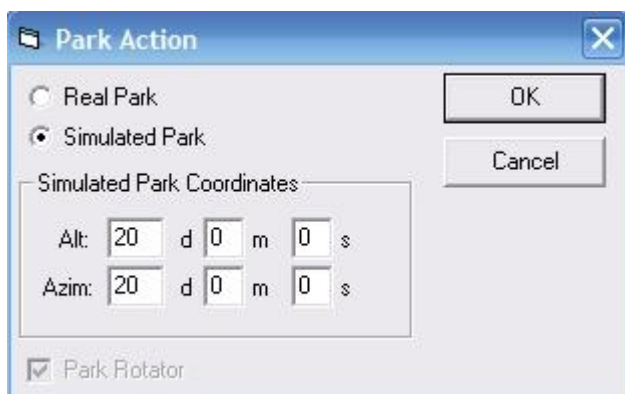 Park Action
Real Park
OK
Simulated Park
Cancel
Simulated Park Coordinates
Alt: 20 d 0 m 0 s
Azim: 20 d 0 m 0 s
Park Rotator